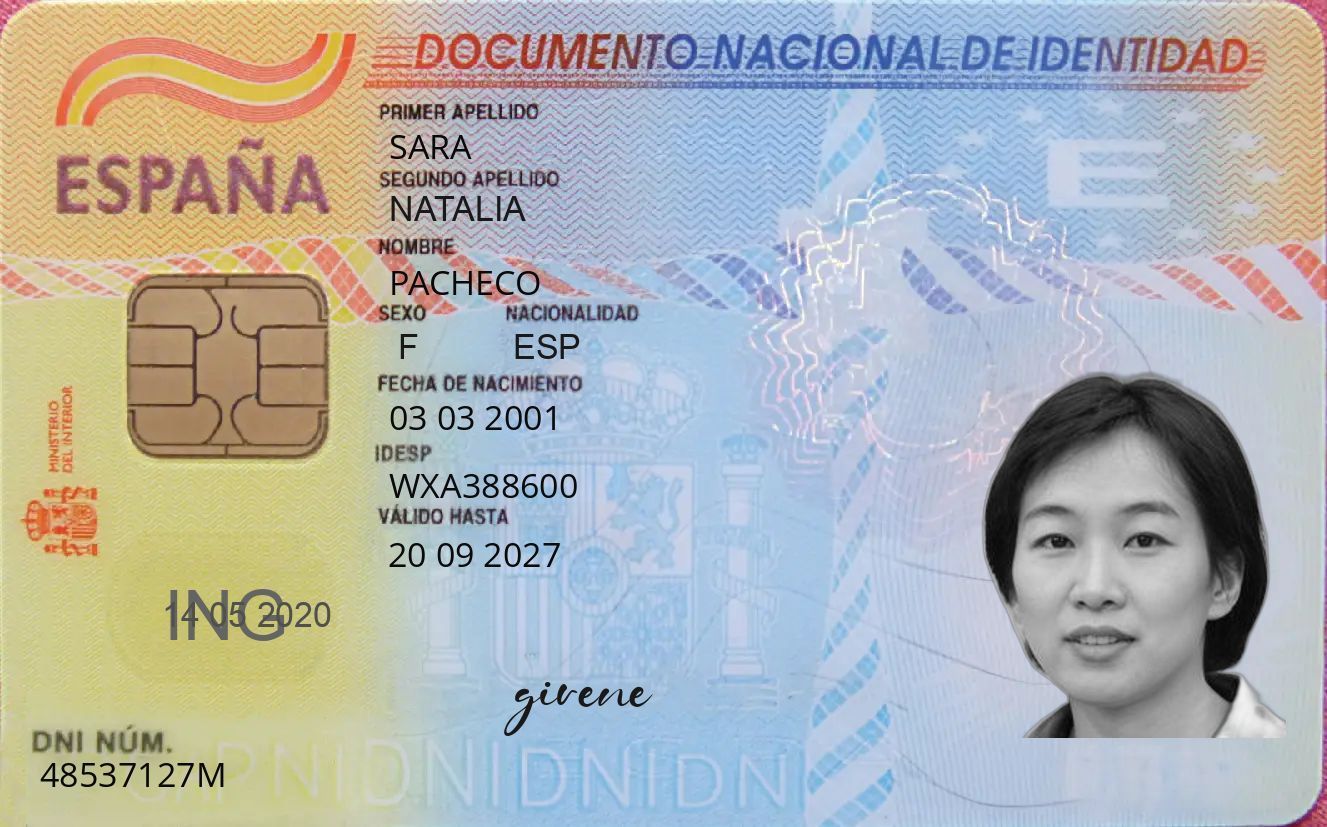 DOCUMENTO NACIONAL DE IDENTIDAD
ESPAÑA
PRIMER APELLIDO
SARA
SEGUNDO APELLIDO
NATALIA
NOMBRE
PACHECO
SEXO NACIONALIDAD
F ESP
FECHA DE NACIMIENTO
03 03 2001
IDESP
WXA388600
VÁLIDO HASTA
20 09 2027
MINISTERIO
DEL INTERIOR
E
ING
14 05 2020
girene
DNI NÚM.
48537127M
DNIDNIDNIDN